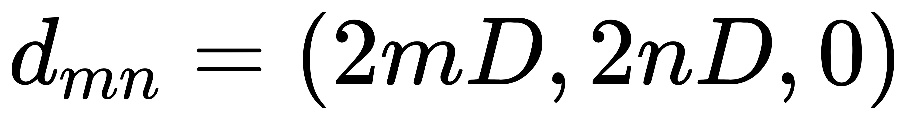 d_{mn} = (2mD, 2nD, 0)